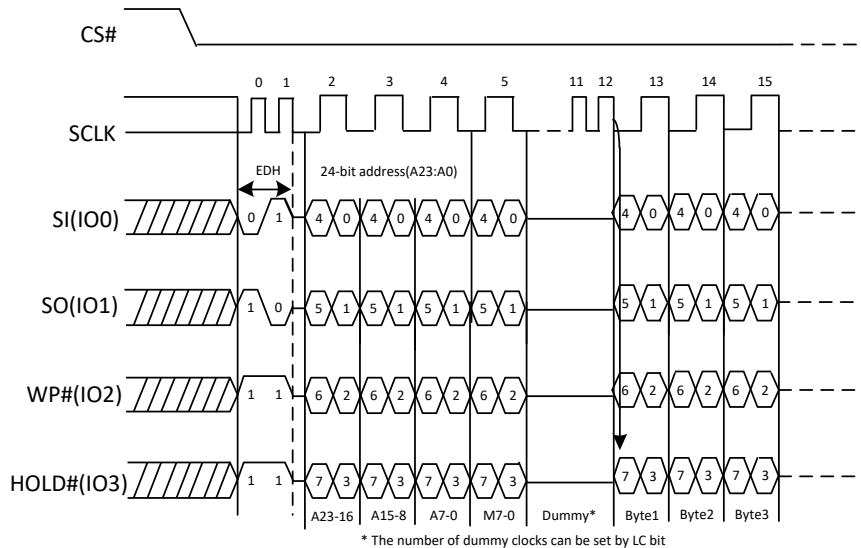 CS#
0 1 2 3 4 5 11 12 13 14 15
SCLK
EDH 24-bit address(A23:A0)
SI(IO0) 0 1 4 0 4 0 4 0 4 0 4 0 4 0 4 0
SO(IO1) 1 0 5 1 5 1 5 1 5 1 5 1 5 1 5 1
WP#(IO2) 1 1 6 2 6 2 6 2 6 2 6 2 6 2 6 2
HOLD#(IO3) 1 1 7 3 7 3 7 3 7 3 7 3 7 3 7 3
A23-16 A15-8 A7-0 M7-0 Dummy* Byte1 Byte2 Byte3
* The number of dummy clocks can be set by LC bit